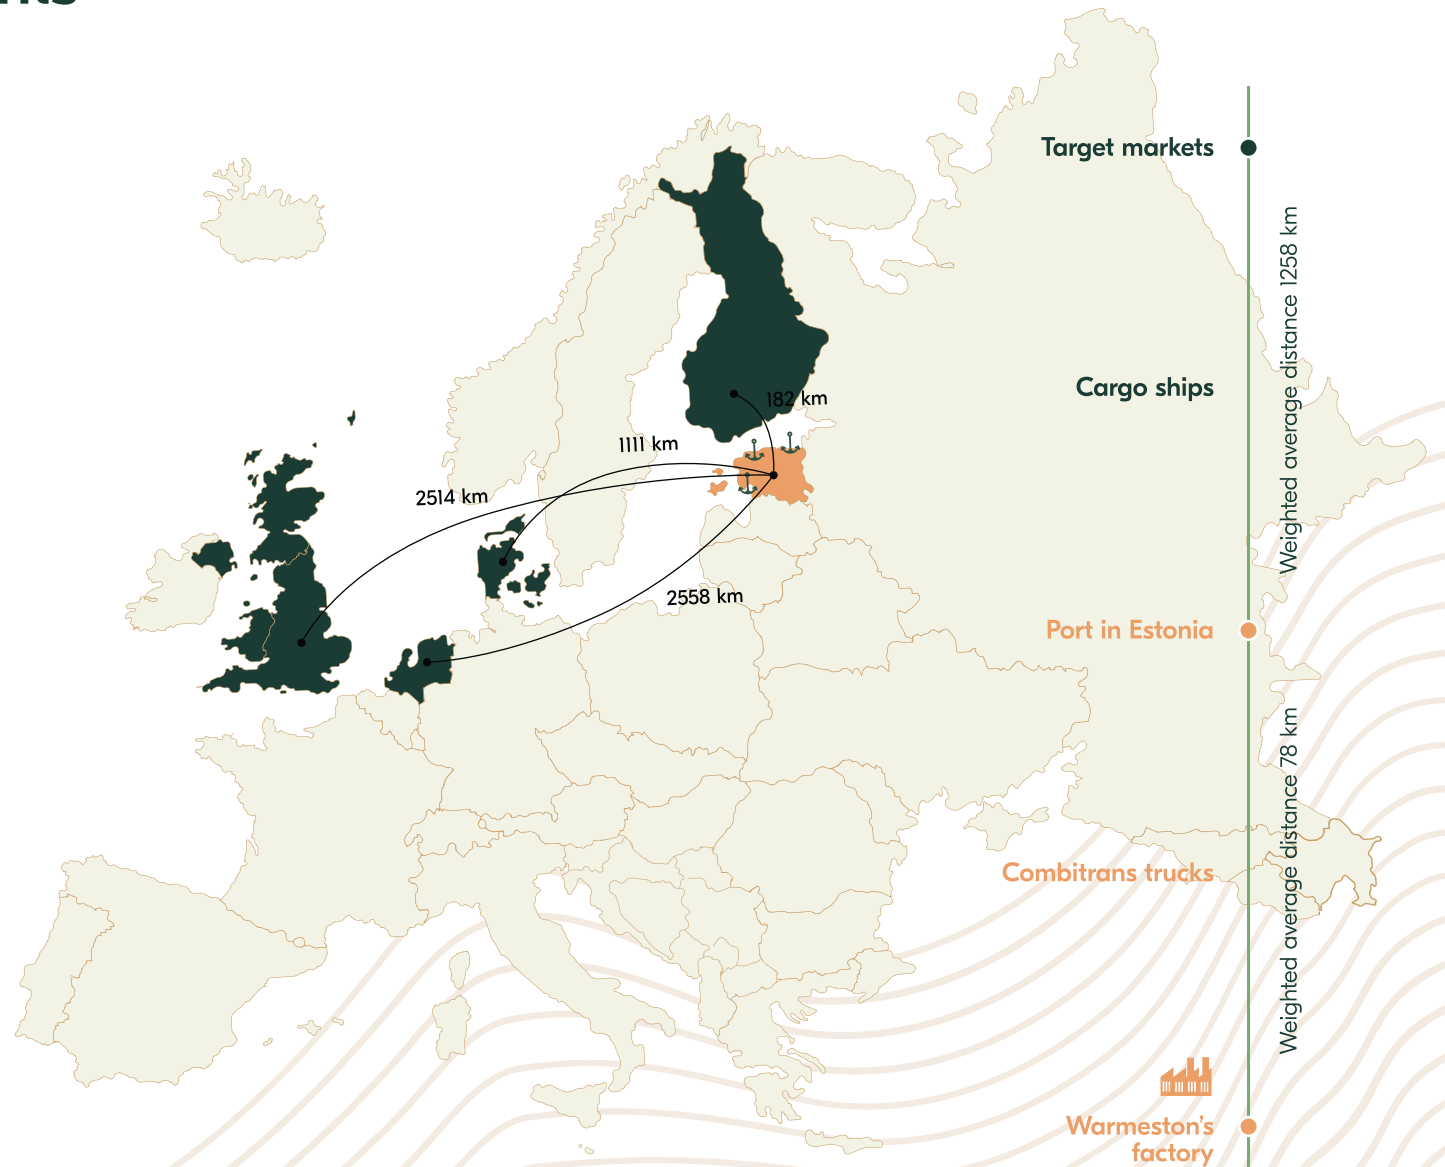 Target markets
Weighted average distance 1258 km
Cargo ships
182 km
1111 km
2514 km
2558 km
Port in Estonia
Weighted average distance 78 km
Combitrans trucks
Warmeston's
factory